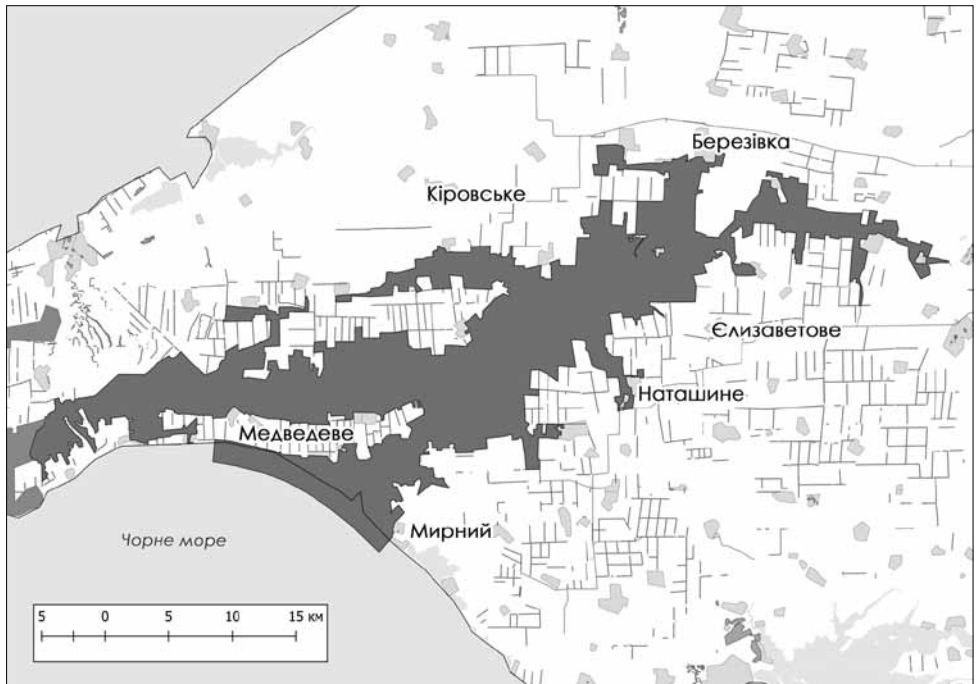 Березівка
Кіровське
Єлизаветове
Наташине
Медведеве
Мирний
Чорне море
5 0 5 10 15 км